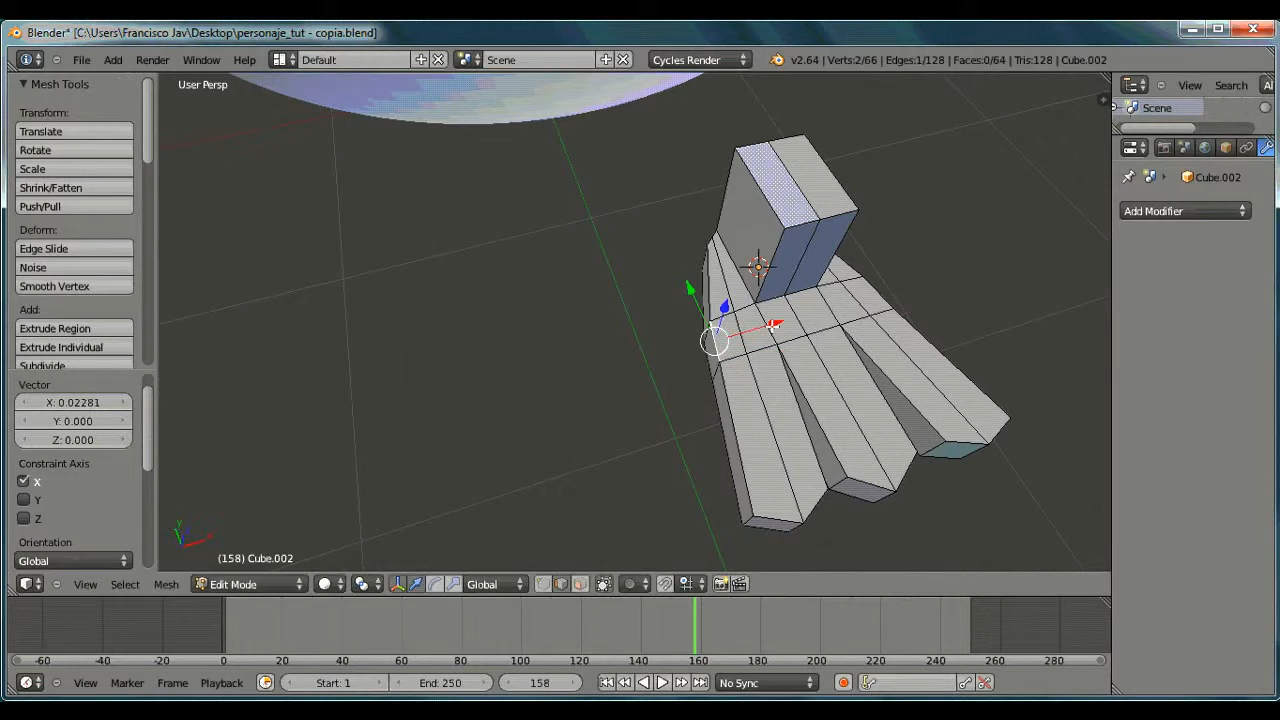 Blender* [C:\Users\Francisco Jav\Desktop\personaje_tut - copia.blend]
File Add Render Window Help Default Scene Cycles Render v2.64 | Verts:2/66 | Edges:1/128 | Faces:0/64 | Tris:128 | Cube.002
Mesh Tools
User Persp
View Search Al
Scene
Transform:
Translate
Rotate
Scale
Shrink/Fatten
Push/Pull
Cube.002
Add Modifier
Deform:
Edge Slide
Noise
Smooth Vertex
Add:
Extrude Region
Extrude Individual
Subdivide
Vector
X: 0.02281
Y: 0.000
Z: 0.000
Constraint Axis
X
Y
Z
Orientation
Global
(158) Cube.002
View Select Mesh Edit Mode Global
-60 -40 -20 0 20 40 60 80 100 120 140 160 180 200 220 240 260 280
View Marker Frame Playback Start: 1 End: 250 158 No Sync